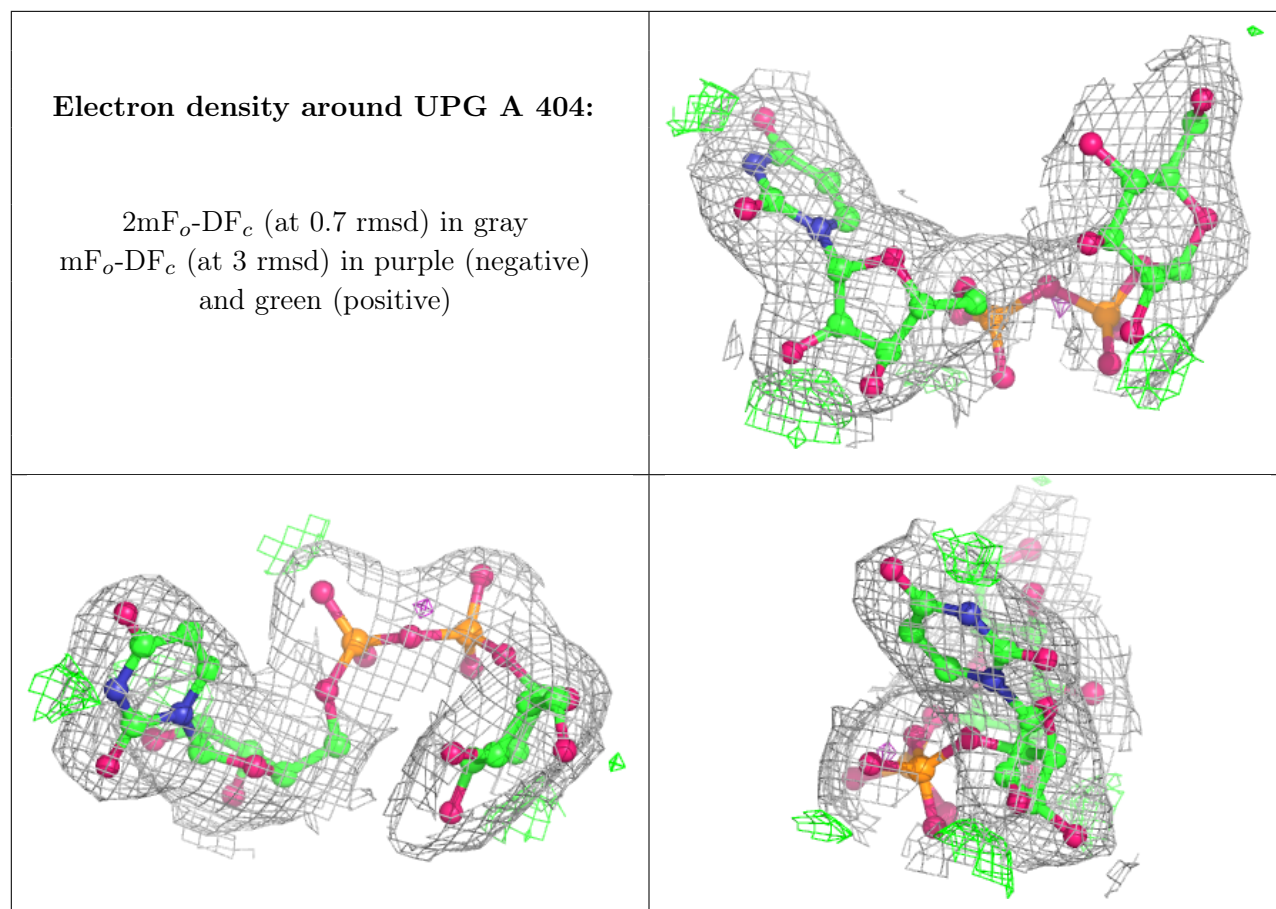 Electron density around UPG A 404:
2mFo-DFc (at 0.7 rmsd) in gray
mFo-DFc (at 3 rmsd) in purple (negative)
and green (positive)